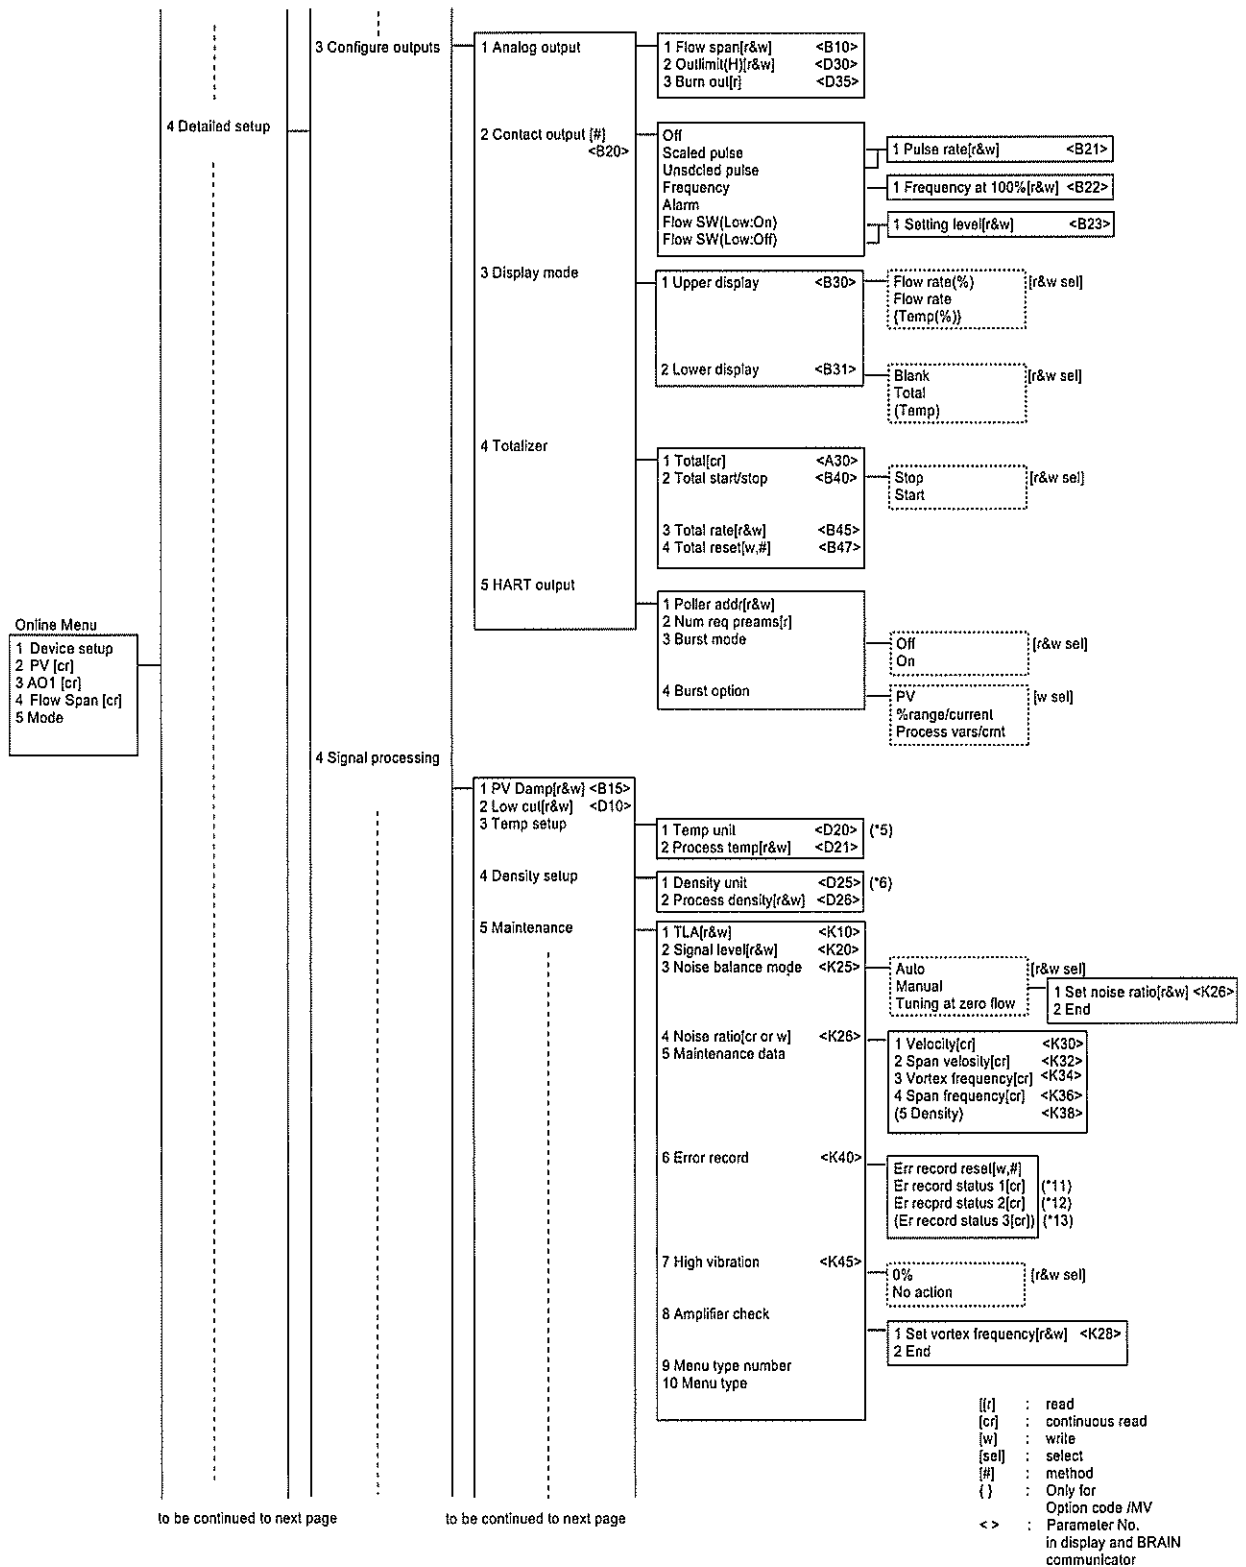 3 Configure outputs
1 Analog output
1 Flow span[r&w] <B10>
2 Outlimit(H)[r&w] <D30>
3 Burn out[r] <D35>
4 Detailed setup
2 Contact output [#]
<B20>
Off
Scaled pulse
Unsdcled pulse
Frequency
Alarm
Flow SW(Low:On)
Flow SW(Low:Off)
1 Pulse rate[r&w] <B21>
1 Frequency at 100%[r&w] <B22>
1 Setting level[r&w] <B23>
3 Display mode
1 Upper display <B30>
Flow rate(%) [r&w sel]
Flow rate
{Temp(%)}
2 Lower display <B31>
Blank [r&w sel]
Total
(Temp)
4 Totalizer
1 Total[cr] <A30>
2 Total start/stop <B40>
Stop [r&w sel]
Start
3 Total rate[r&w] <B45>
4 Total reset[w,#] <B47>
5 HART output
1 Poller addr[r&w]
2 Num req preams[r]
3 Burst mode
Off [r&w sel]
On
4 Burst option
PV [w sel]
%range/current
Process vars/crnt
Online Menu
1 Device setup
2 PV [cr]
3 AO1 [cr]
4 Flow Span [cr]
5 Mode
4 Signal processing
1 PV Damp[r&w] <B15>
2 Low cut[r&w] <D10>
3 Temp setup
1 Temp unit <D20> (*5)
2 Process temp[r&w] <D21>
4 Density setup
1 Density unit <D25> (*6)
2 Process density[r&w] <D26>
5 Maintenance
1 TLA[r&w] <K10>
2 Signal level[r&w] <K20>
3 Noise balance mode <K25>
Auto [r&w sel]
Manual
Tuning at zero flow
1 Set noise ratio[r&w] <K26>
2 End
4 Noise ratio[cr or w] <K26>
5 Maintenance data
1 Velocity[cr] <K30>
2 Span velosity[cr] <K32>
3 Vortex frequency[cr] <K34>
4 Span frequency[cr] <K36>
(5 Density) <K38>
6 Error record <K40>
Err record reset[w,#]
Er record status 1[cr] (*11)
Er recprd status 2[cr] (*12)
(Er record status 3[cr]) (*13)
7 High vibration <K45>
0% [r&w sel]
No action
8 Amplifier check
1 Set vortex frequency[r&w] <K28>
2 End
9 Menu type number
10 Menu type
[(r] : read
[cr] : continuous read
[w] : write
[sel] : select
[#] : method
{ } : Only for
Option code /MV
< > : Parameter No.
in display and BRAIN
communicator
to be continued to next page
to be continued to next page